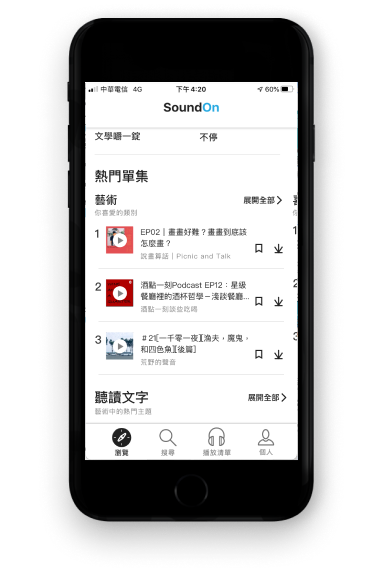 中華電信 4G 下午4:20 60%
SoundOn
文學嚼一錠 不停
熱門單集
藝術 展開全部
你喜愛的類別
1 EP02｜畫畫好難？畫畫到底該
怎麼畫？
說畫算話｜Picnic and Talk
2 酒點一刻Podcast EP12：星級
餐廳裡的酒杯哲學－淺談餐廳...
酒點一刻談些吃喝
3 ＃21〖一千零一夜〗漁夫，魔鬼，
和四色魚〖後篇〗
荒野的聲音
聽讀文字 展開全部
藝術中的熱門主題
瀏覽 搜尋 播放清單 個人